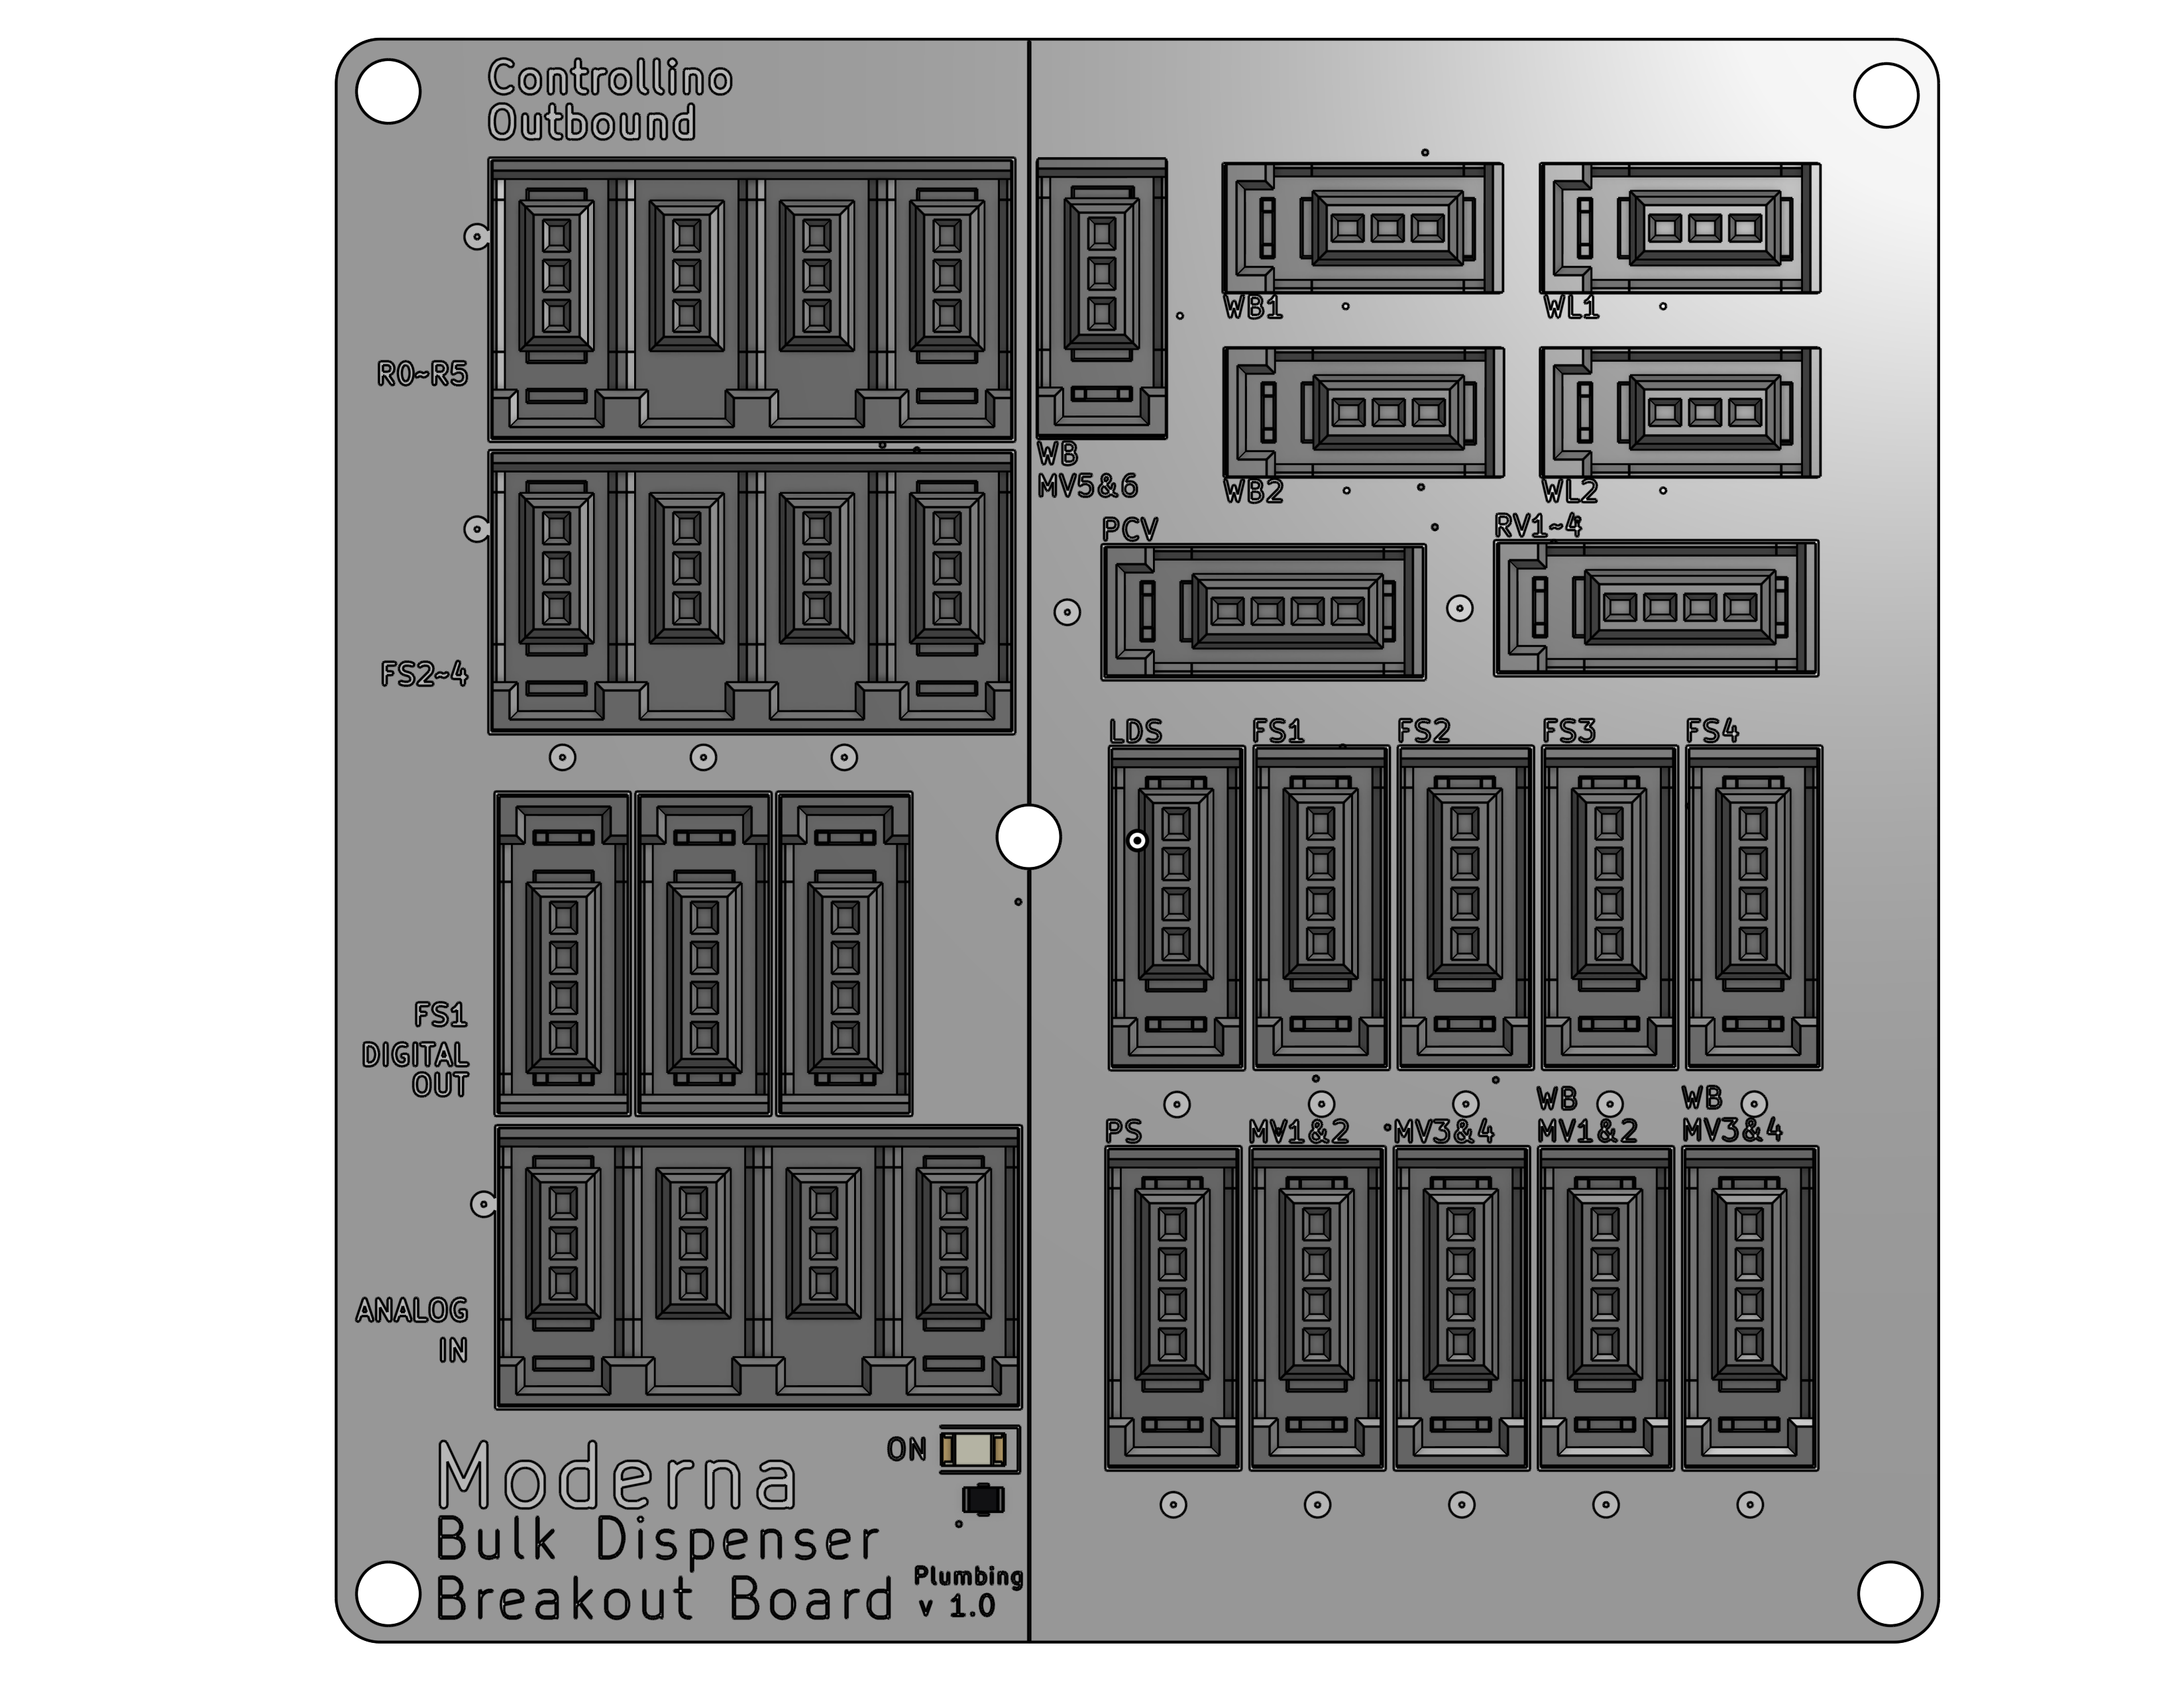 Controllino
Outbound
R0~R5
FS2~4
FS1
DIGITAL
OUT
ANALOG
IN
ON
Moderna
Bulk Dispenser
Breakout Board
Plumbing
v 1.0
WB
MV5&6
WB1
WL1
WB2
WL2
PCV
RV1~4
LDS
FS1
FS2
FS3
FS4
PS
MV1&2
MV3&4
WB
MV1&2
WB
MV3&4